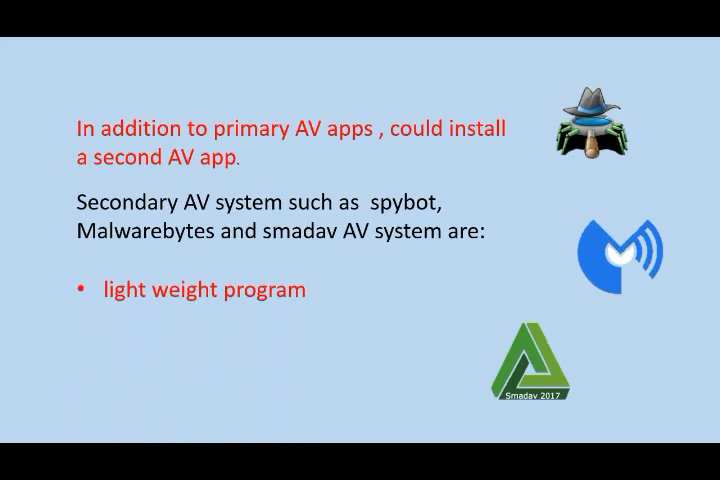 In addition to primary AV apps , could install
a second AV app.
Secondary AV system such as  spybot,
Malwarebytes and smadav AV system are:
• light weight program
Smadav 2017